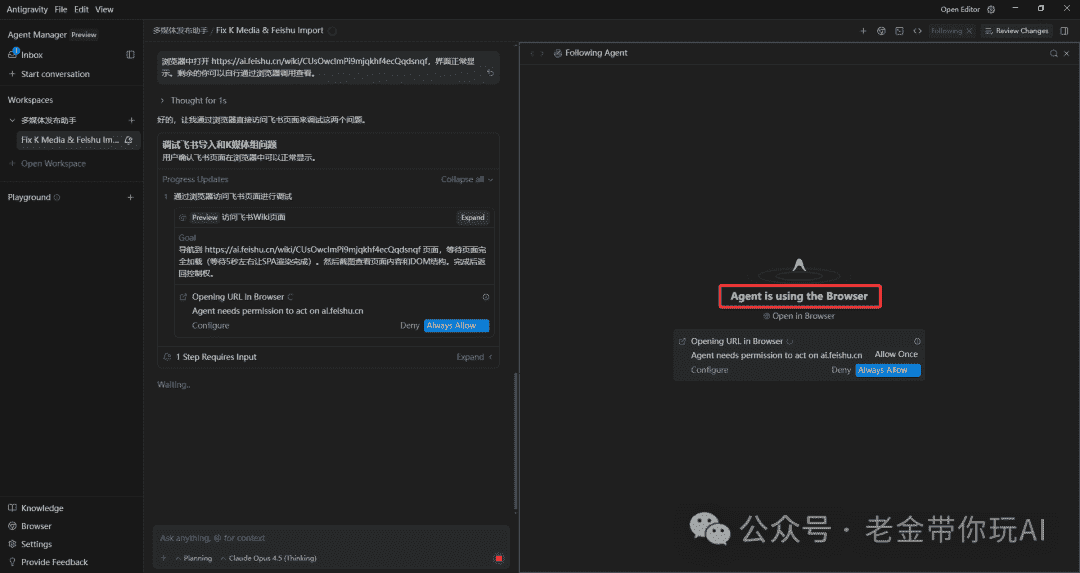 Antigravity File Edit View
Open Editor
Agent Manager Preview
1
Inbox
Start conversation
Workspaces
多媒体发布助手
Fix K Media & Feishu Im...
Open Workspace
Playground
Knowledge
Browser
Settings
Provide Feedback
多媒体发布助手 / Fix K Media & Feishu Import
Following
Review Changes
浏览器中打开 https://ai.feishu.cn/wiki/CUsOwcImPi9mjqkhf4ecQqdsnqf，界面正常显
示。剩余的你可以自行通过浏览器调用查看。
Thought for 1s
好的，让我通过浏览器直接访问飞书页面来调试这两个问题。
调试飞书导入和K媒体组问题
用户确认飞书页面在浏览器中可以正常显示。
Progress Updates
Collapse all
1 通过浏览器访问飞书页面进行调试
Preview 访问飞书Wiki页面
Expand
Goal
导航到 https://ai.feishu.cn/wiki/CUsOwcImPi9mjqkhf4ecQqdsnqf 页面，等待页面完
全加载（等待5秒左右让SPA渲染完成）。然后截图查看页面内容和DOM结构。完成后返
回控制权。
Opening URL in Browser
Agent needs permission to act on ai.feishu.cn
Configure
Deny
Always Allow
1 Step Requires Input
Expand
Waiting..
Ask anything, @ for context
Planning
Claude Opus 4.5 (Thinking)
Following Agent
Agent is using the Browser
Open in Browser
Opening URL in Browser
Agent needs permission to act on ai.feishu.cn
Allow Once
Configure
Deny
Always Allow
公众号 · 老金带你玩AI